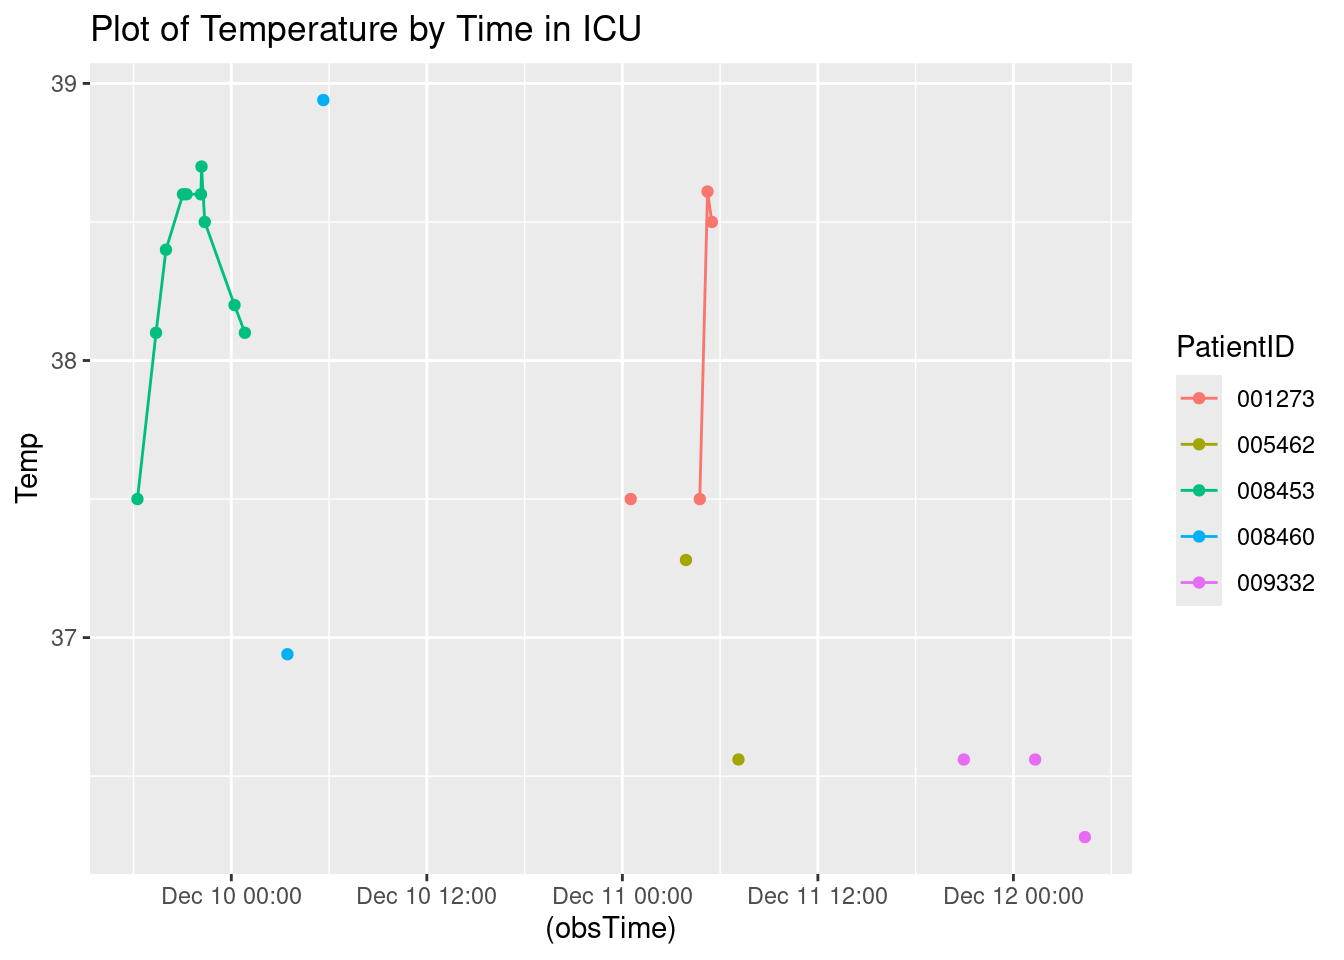 Plot of Temperature by Time in ICU
39
38
37
Temp
Dec 10 00:00 Dec 10 12:00 Dec 11 00:00 Dec 11 12:00 Dec 12 00:00
(obsTime)
PatientID
001273
005462
008453
008460
009332